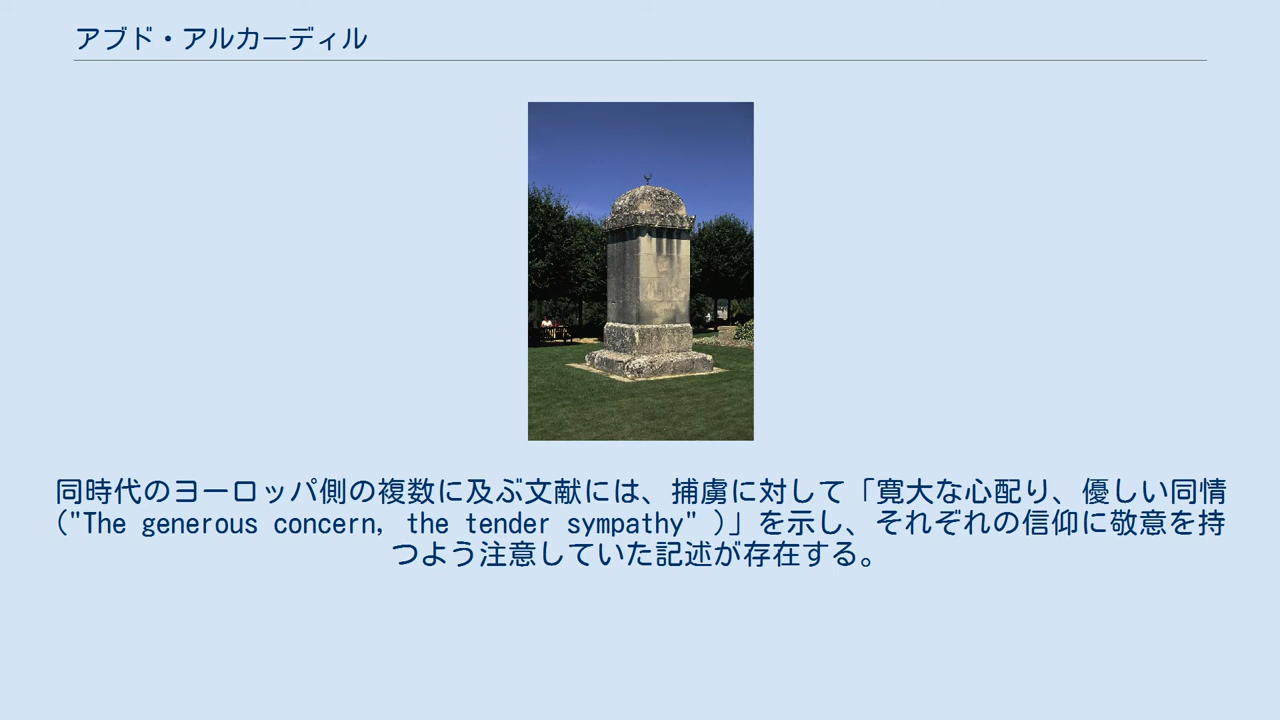 アブド・アルカーディル
同時代のヨーロッパ側の複数に及ぶ文献には、捕虜に対して「寛大な心配り、優しい同情
("The generous concern, the tender sympathy" )」を示し、それぞれの信仰に敬意を持
つよう注意していた記述が存在する。